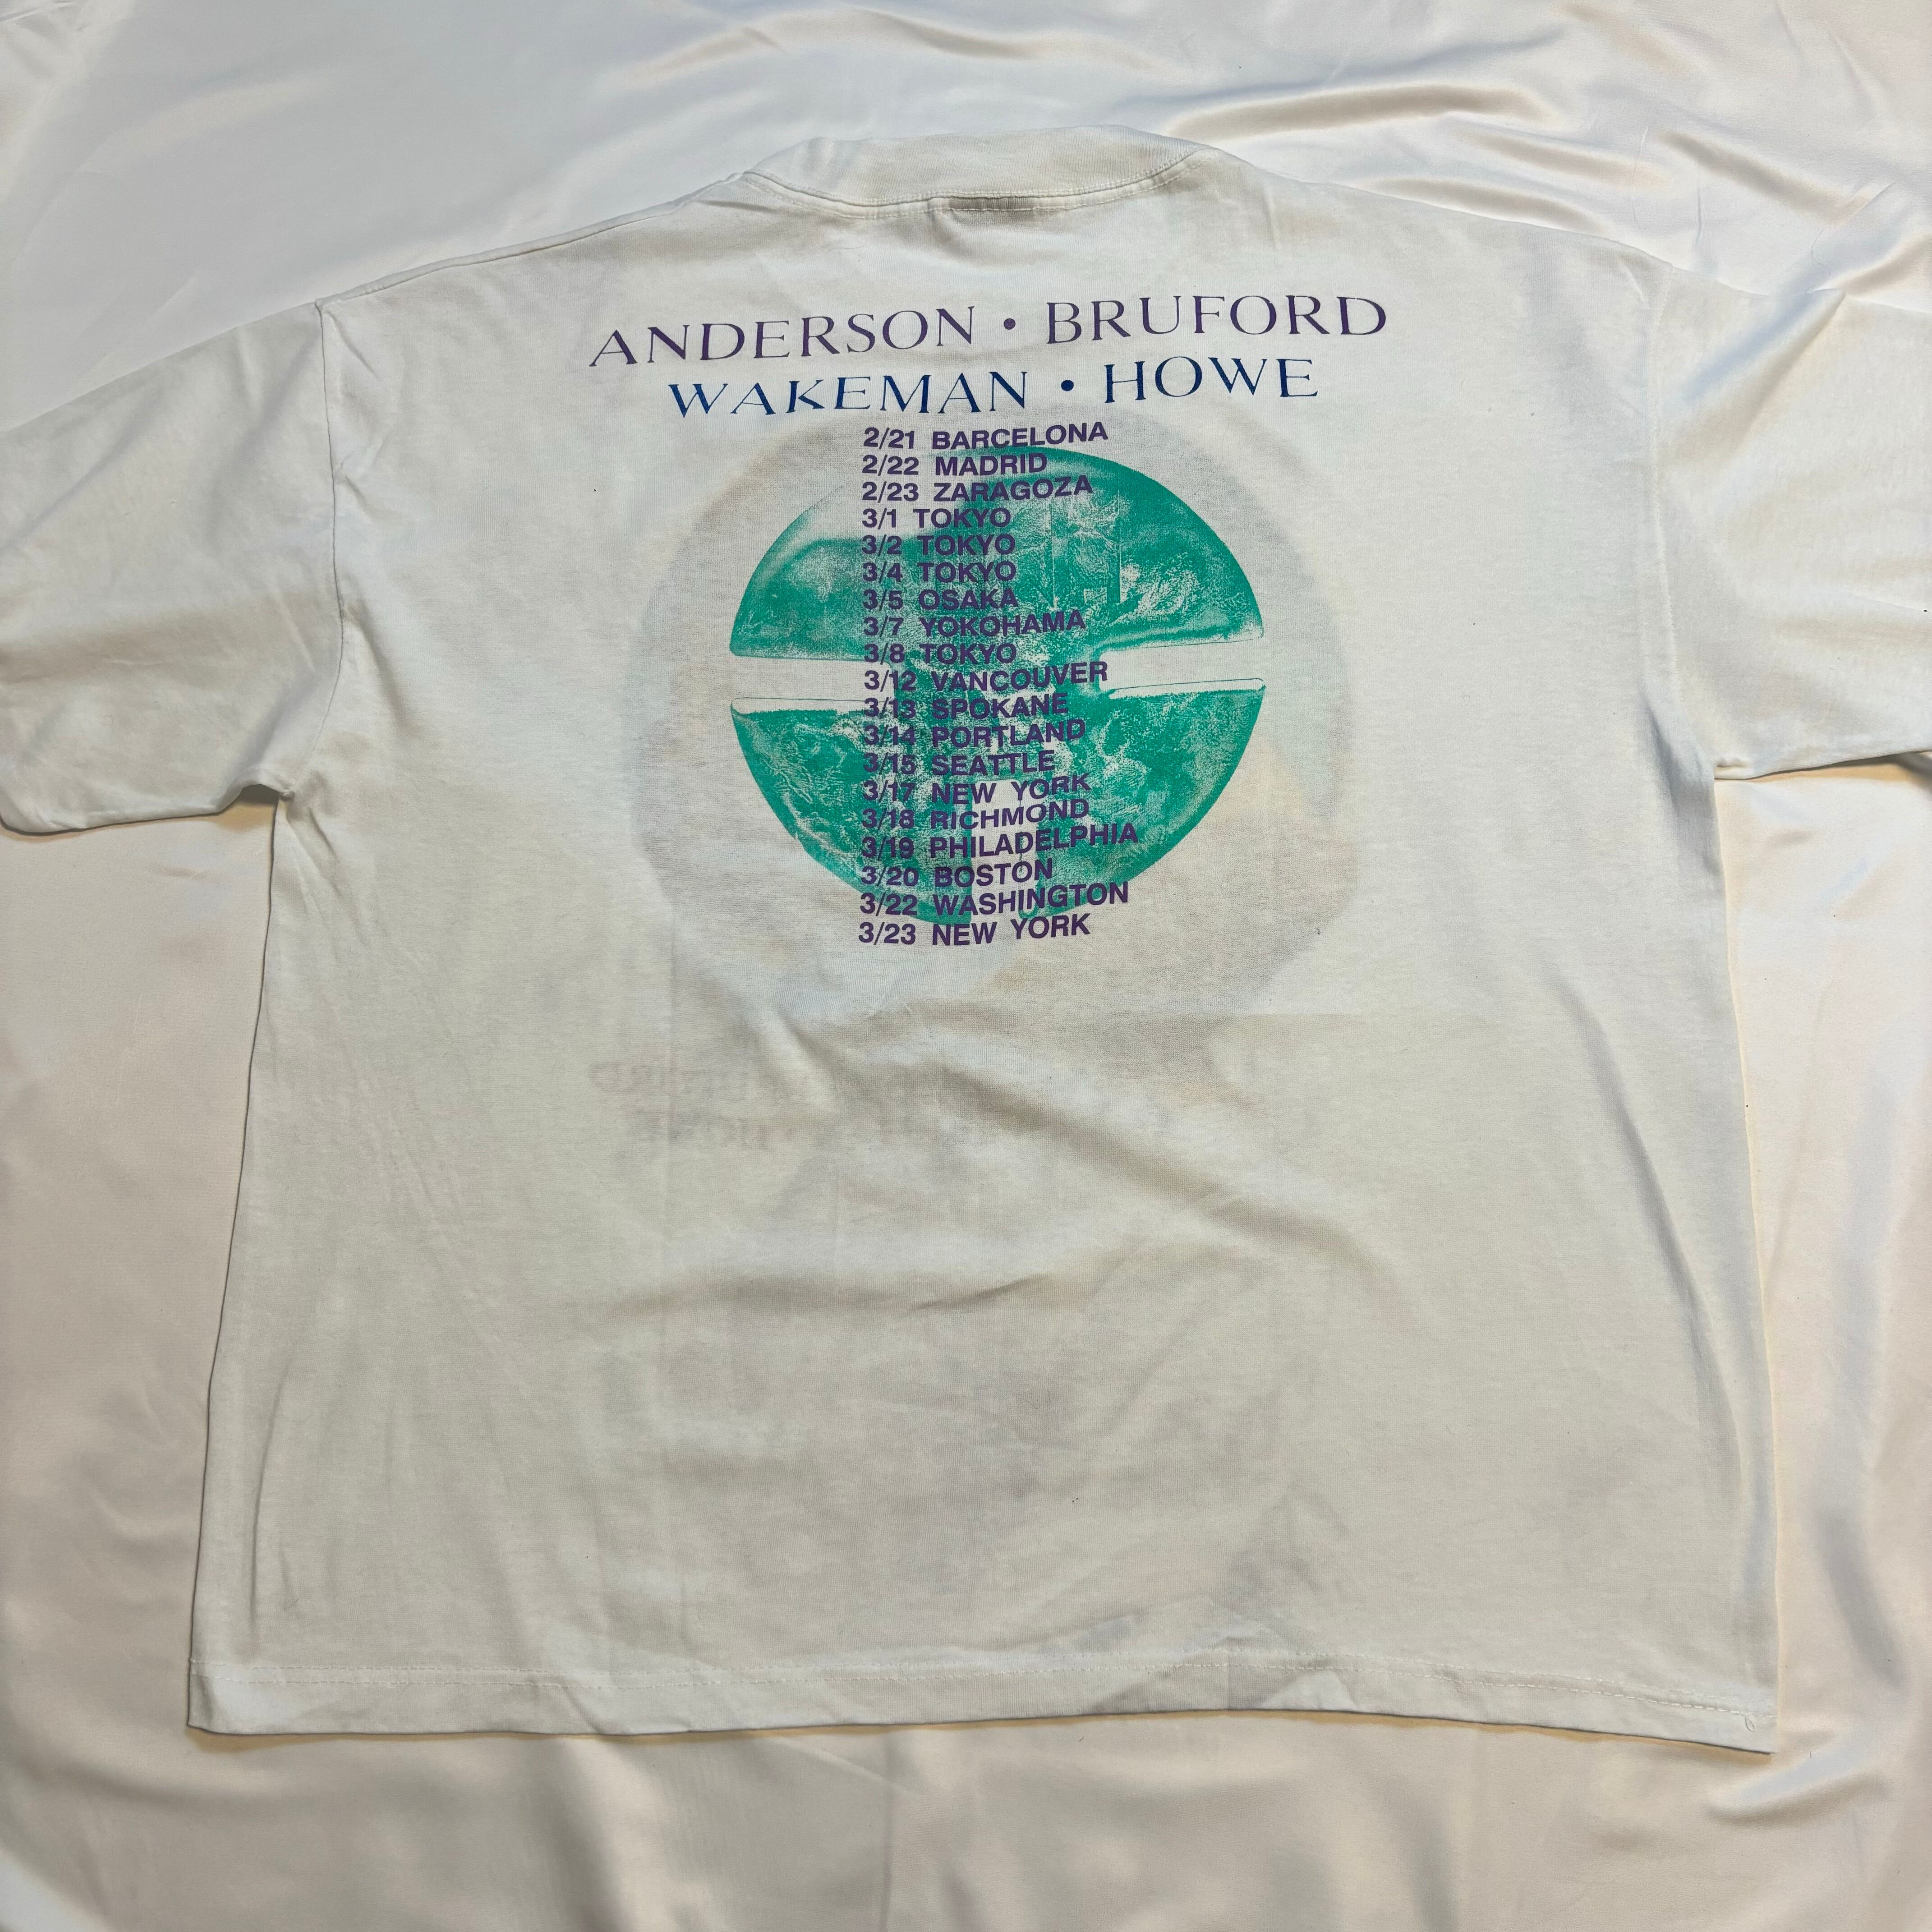 ANDERSON • BRUFORD
WAKEMAN • HOWE
2/21 BARCELONA
2/22 MADRID
2/23 ZARAGOZA
3/1 TOKYO
3/2 TOKYO
3/4 TOKYO
3/5 OSAKA
3/7 YOKOHAMA
3/8 TOKYO
3/12 VANCOUVER
3/13 SPOKANE
3/14 PORTLAND
3/15 SEATTLE
3/17 NEW YORK
3/18 RICHMOND
3/19 PHILADELPHIA
3/20 BOSTON
3/22 WASHINGTON
3/23 NEW YORK